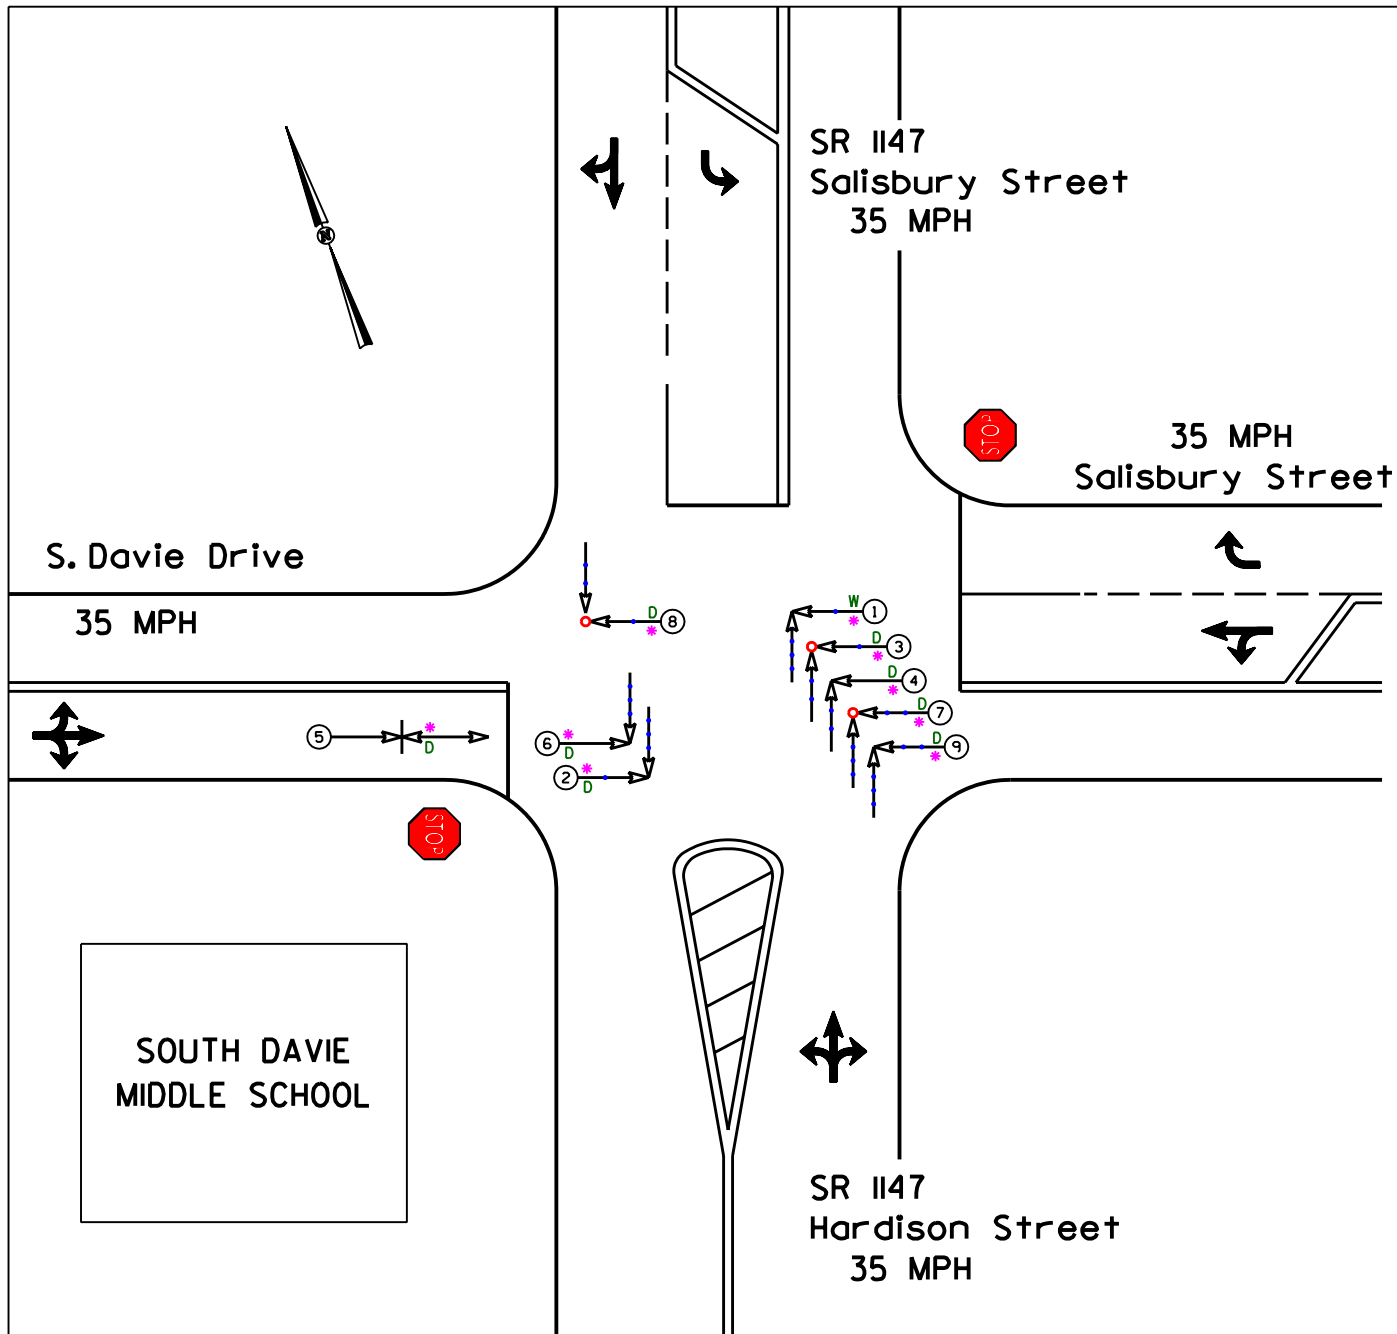 SR 1147
Salisbury Street
35 MPH
N
STOP
35 MPH
Salisbury Street
S. Davie Drive
35 MPH
D
8
W
1
D
3
D
4
D
7
D
9
5
D
6
D
2
D
STOP
SOUTH DAVIE
MIDDLE SCHOOL
SR 1147
Hardison Street
35 MPH